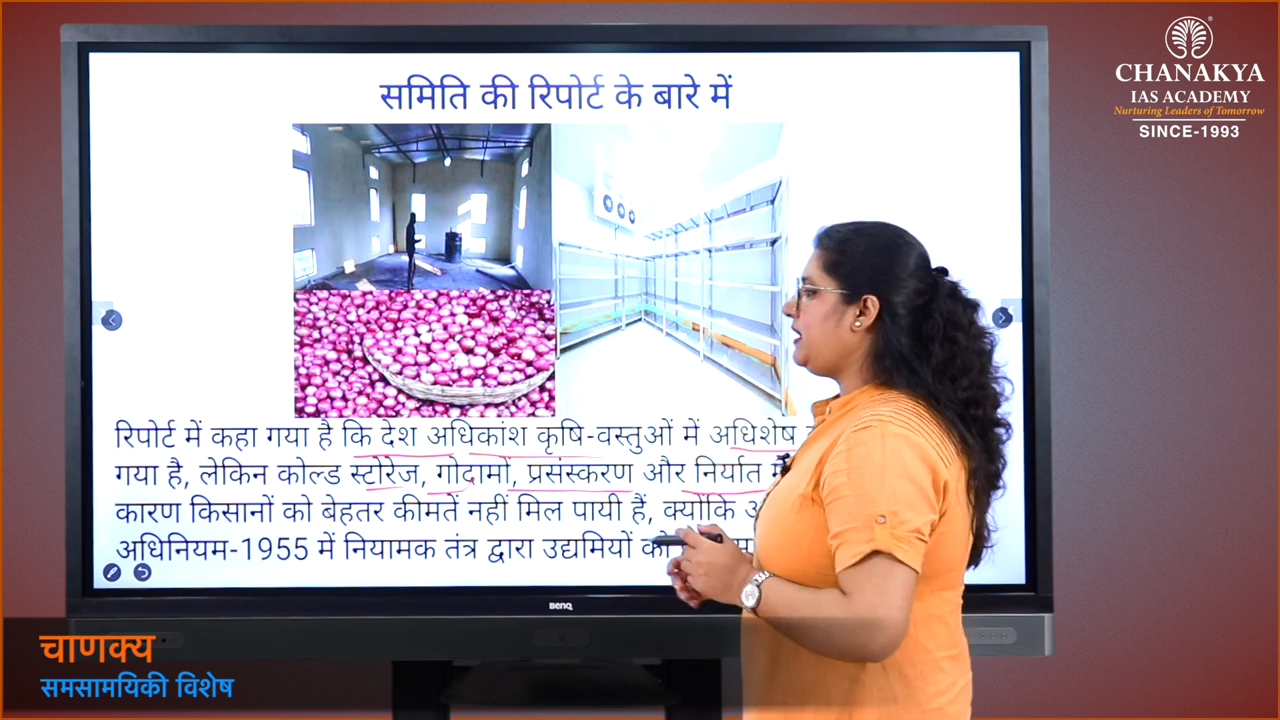 CHANAKYA
IAS ACADEMY
Nurturing Leaders of Tomorrow
SINCE-1993
समिति की रिपोर्ट के बारे में
रिपोर्ट में कहा गया है कि देश अधिकांश कृषि-वस्तुओं में अधिशेष
गया है, लेकिन कोल्ड स्टोरेज, गोदामों, प्रसंस्करण और निर्यात
कारण किसानों को बेहतर कीमतें नहीं मिल पायी हैं, क्योंकि
अधिनियम-1955 में नियामक तंत्र द्वारा उद्यमियों को
BenQ
चाणक्य
समसामयिकी विशेष